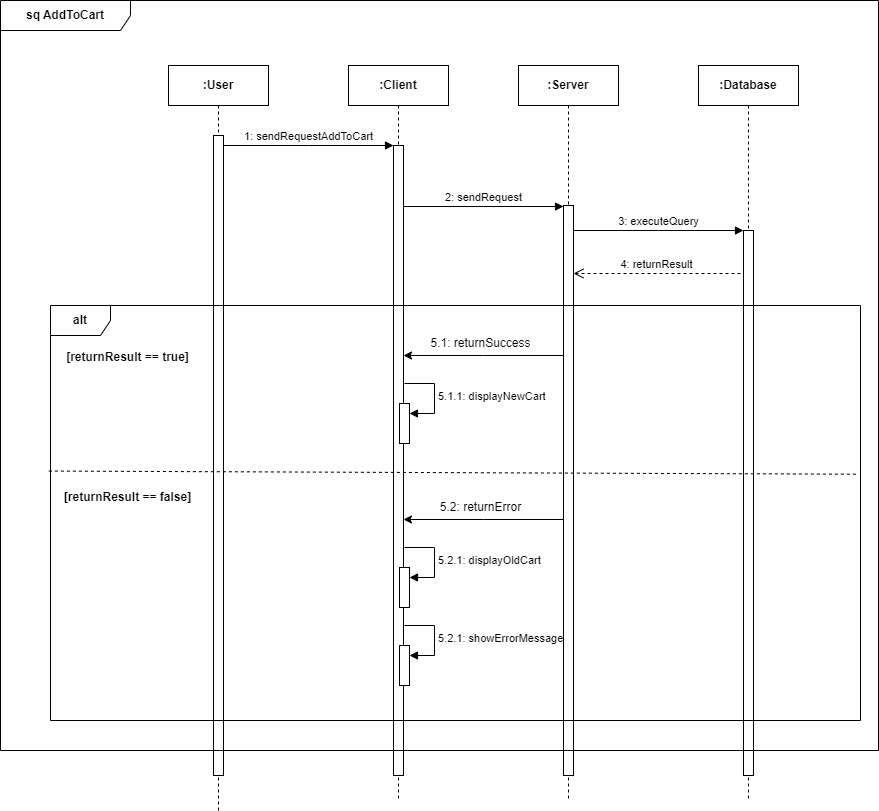 sq AddToCart
:User
:Client
:Server
:Database
1: sendRequestAddToCart
2: sendRequest
3: executeQuery
4: returnResult
alt
[returnResult == true]
5.1: returnSuccess
5.1.1: displayNewCart
[returnResult == false]
5.2: returnError
5.2.1: displayOldCart
5.2.1: showErrorMessage